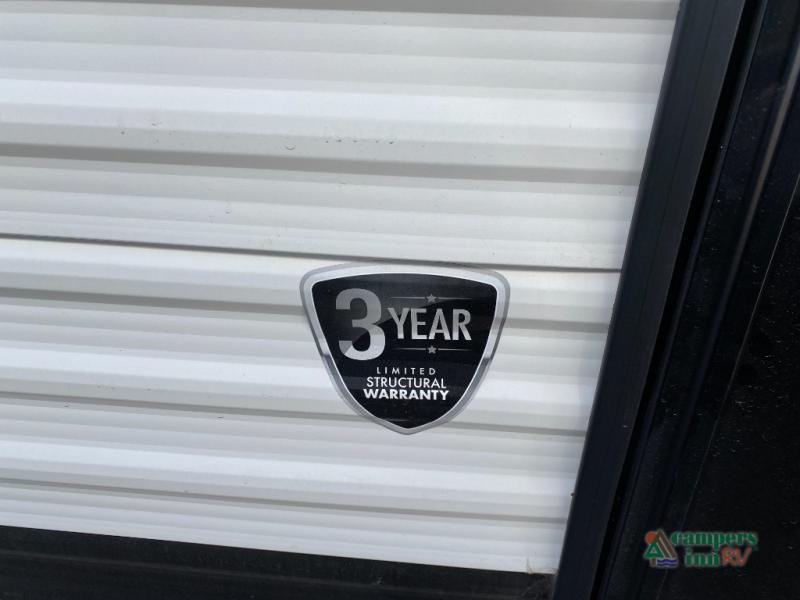 3 YEAR
LIMITED
STRUCTURAL
WARRANTY
campers
inn RV